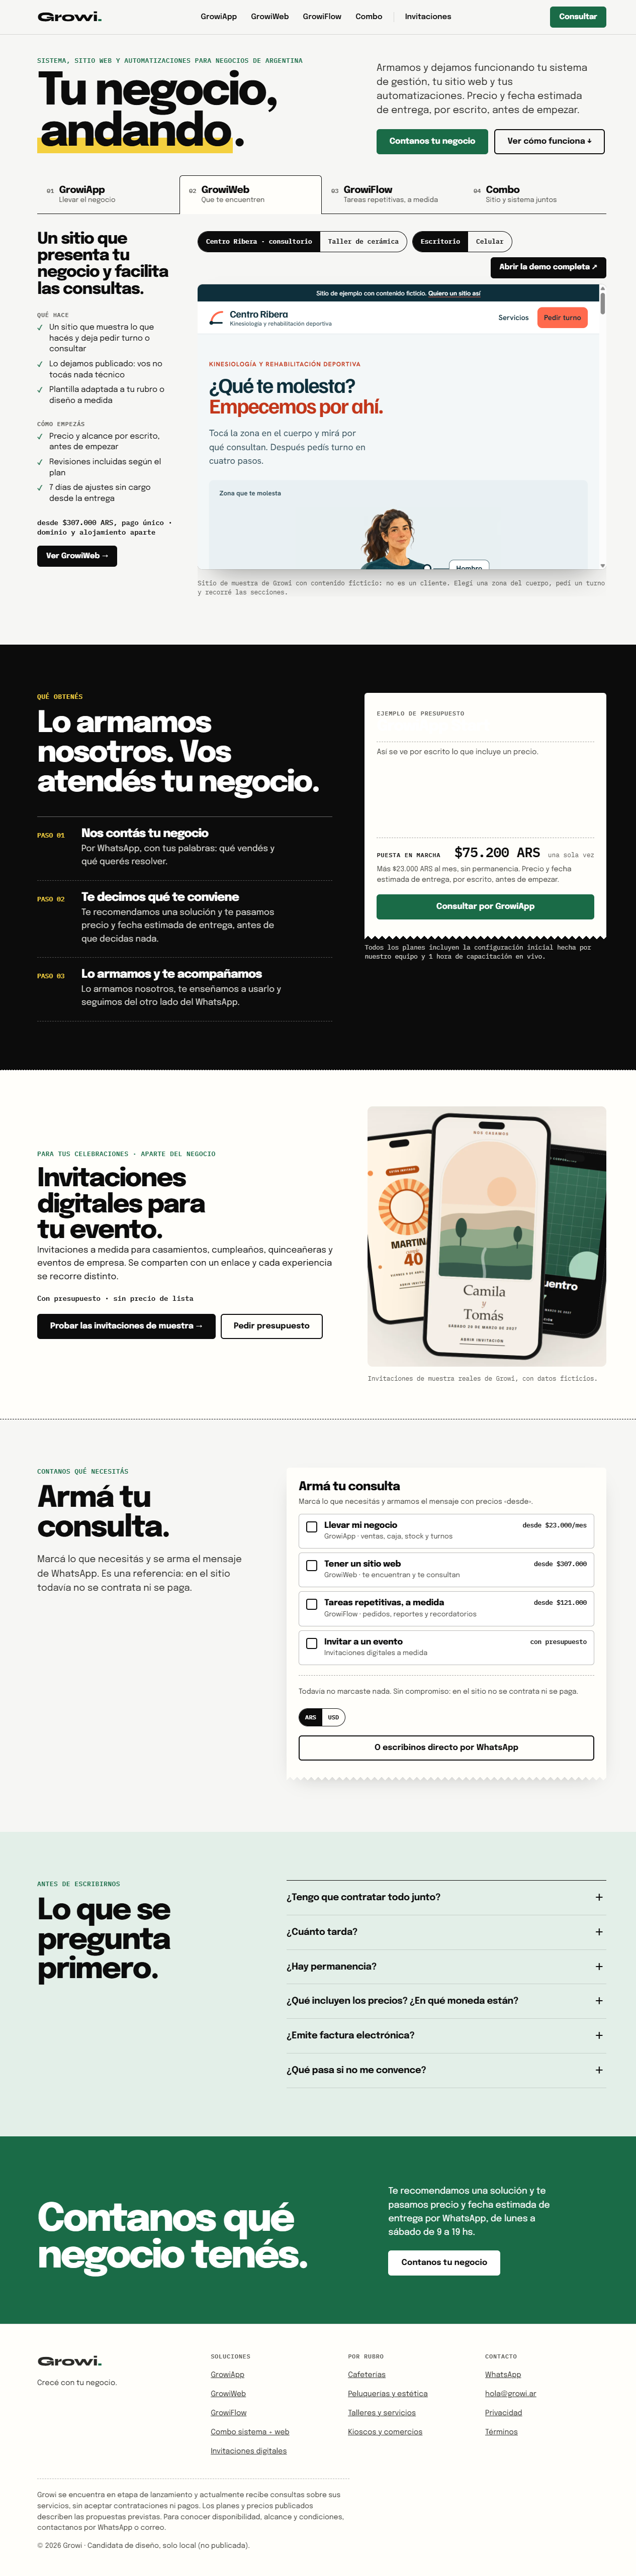 Growi.
GrowiApp GrowiWeb GrowiFlow Combo Invitaciones
Consultar
SISTEMA, SITIO WEB Y AUTOMATIZACIONES PARA NEGOCIOS DE ARGENTINA
Tu negocio,
andando.
Armamos y dejamos funcionando tu sistema
de gestión, tu sitio web y tus
automatizaciones. Precio y fecha estimada
de entrega, por escrito, antes de empezar.
Contanos tu negocio
Ver cómo funciona ↓
01 GrowiApp
Llevar el negocio
02 GrowiWeb
Que te encuentren
03 GrowiFlow
Tareas repetitivas, a medida
04 Combo
Sitio y sistema juntos
Un sitio que
presenta tu
negocio y facilita
las consultas.
QUÉ HACE
✓ Un sitio que muestra lo que
hacés y deja pedir turno o
consultar
✓ Lo dejamos publicado: vos no
tocás nada técnico
✓ Plantilla adaptada a tu rubro o
diseño a medida
CÓMO EMPEZÁS
✓ Precio y alcance por escrito,
antes de empezar
✓ Revisiones incluidas según el
plan
✓ 7 días de ajustes sin cargo
desde la entrega
desde $307.000 ARS, pago único ·
dominio y alojamiento aparte
Ver GrowiWeb →
Centro Ribera · consultorio
Taller de cerámica
Escritorio
Celular
Abrir la demo completa ↗
Sitio de ejemplo con contenido ficticio. Quiero un sitio así
Centro Ribera
Kinesiología y rehabilitación deportiva
Servicios
Pedir turno
KINESIOLOGÍA Y REHABILITACIÓN DEPORTIVA
¿Qué te molesta?
Empecemos por ahí.
Tocá la zona en el cuerpo y mirá por
qué consultar. Después pedís turno en
cuatro pasos.
Zona que te molesta
Hombro
Sitio de muestra de Growi con contenido ficticio: no es un cliente. Elegí una zona del cuerpo, pedí un turno
y recorré las secciones.
QUÉ OBTENÉS
Lo armamos
nosotros. Vos
atendés tu negocio.
PASO 01
Nos contás tu negocio
Por WhatsApp, con tus palabras: qué vendés y
qué querés resolver.
PASO 02
Te decimos qué te conviene
Te recomendamos una solución y te pasamos
precio y fecha estimada de entrega, antes de
que decidas nada.
PASO 03
Lo armamos y te acompañamos
Lo armamos nosotros, te enseñamos a usarlo y
seguimos del otro lado del WhatsApp.
EJEMPLO DE PRESUPUESTO
Así se ve por escrito lo que incluye un precio.
PUESTA EN MARCHA $75.200 ARS una sola vez
Más $23.000 ARS al mes, sin permanencia. Precio y fecha
estimada de entrega, por escrito, antes de empezar.
Consultar por GrowiApp
Todos los planes incluyen la configuración inicial hecha por
nuestro equipo y 1 hora de capacitación en vivo.
PARA TUS CELEBRACIONES · APARTE DEL NEGOCIO
Invitaciones
digitales para
tu evento.
Invitaciones a medida para casamientos, cumpleaños, quinceañeras y
eventos de empresa. Se comparten con un enlace y cada experiencia
se recorre distinto.
Con presupuesto · sin precio de lista
Probar las invitaciones de muestra →
Pedir presupuesto
NOS CASAMOS
Camila
y
Tomás
SÁBADO 20 DE MARZO DE 2027
ABRIR INVITACIÓN
MARTÍN
40
Invitaciones de muestra reales de Growi, con datos ficticios.
CONTANOS QUÉ NECESITÁS
Armá tu
consulta.
Marcá lo que necesitás y se arma el mensaje
de WhatsApp. Es una referencia: en el sitio
todavía no se contrata ni se paga.
Armá tu consulta
Marcá lo que necesitás y armamos el mensaje con precios «desde».
Llevar mi negocio desde $23.000/mes
GrowiApp · ventas, caja, stock y turnos
Tener un sitio web desde $307.000
GrowiWeb · te encuentran y te consultan
Tareas repetitivas, a medida desde $121.000
GrowiFlow · pedidos, reportes y recordatorios
Invitar a un evento con presupuesto
Invitaciones digitales a medida
Todavía no marcaste nada. Sin compromiso: en el sitio no se contrata ni se paga.
ARS USD
O escribinos directo por WhatsApp
ANTES DE ESCRIBIRNOS
Lo que se
pregunta
primero.
¿Tengo que contratar todo junto? +
¿Cuánto tarda? +
¿Hay permanencia? +
¿Qué incluyen los precios? ¿En qué moneda están? +
¿Emite factura electrónica? +
¿Qué pasa si no me convence? +
Contanos qué
negocio tenés.
Te recomendamos una solución y te
pasamos precio y fecha estimada de
entrega por WhatsApp, de lunes a
sábado de 9 a 19 hs.
Contanos tu negocio
Growi.
Crecé con tu negocio.
SOLUCIONES
GrowiApp
GrowiWeb
GrowiFlow
Combo sistema + web
Invitaciones digitales
POR RUBRO
Cafeterías
Peluquerías y estética
Talleres y servicios
Kioscos y comercios
CONTACTO
WhatsApp
hola@growi.ar
Privacidad
Términos
Growi se encuentra en etapa de lanzamiento y actualmente recibe consultas sobre sus
servicios, sin aceptar contrataciones ni pagos. Los planes y precios publicados
describen las propuestas previstas. Para conocer disponibilidad, alcance y condiciones,
contactanos por WhatsApp o correo.
© 2026 Growi · Candidata de diseño, solo local (no publicada).